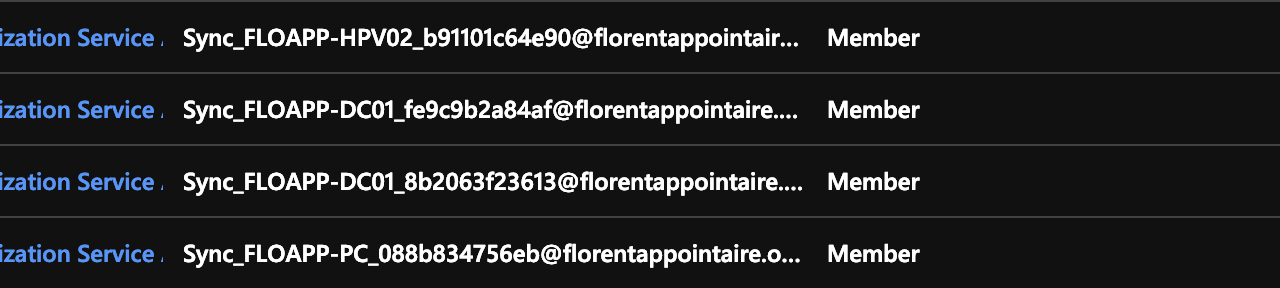 ization Service Sync_FLOAPP-HPV02_b91101c64e90@florentappointair... Member
ization Service Sync_FLOAPP-DC01_fe9c9b2a84af@florentappointaire.... Member
ization Service Sync_FLOAPP-DC01_8b2063f23613@florentappointaire.... Member
ization Service Sync_FLOAPP-PC_088b834756eb@florentappointaire.o... Member